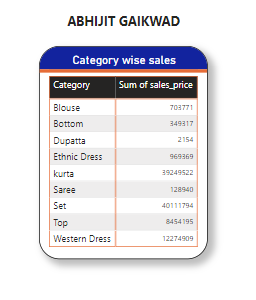 ABHIJIT GAIKWAD
Category wise sales
Category Sum of sales_price
Blouse 703771
Bottom 349317
Dupatta 2154
Ethnic Dress 969369
kurta 39249522
Saree 128940
Set 40111794
Top 8454195
Western Dress 12274909